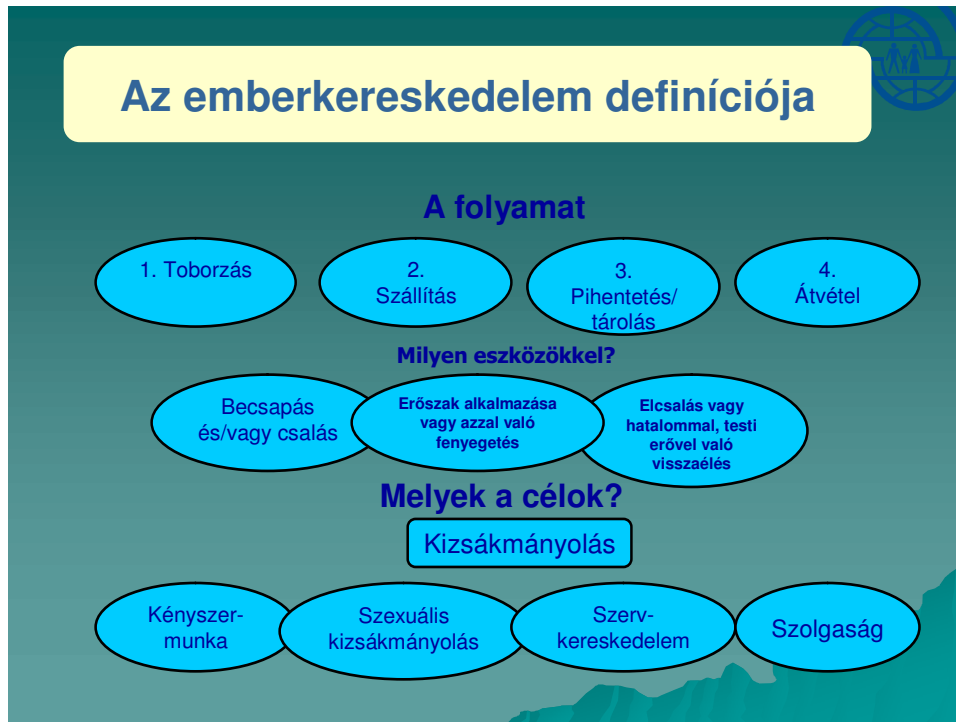 Az emberkereskedelem definíciója
A folyamat
1. Toborzás
2.
Szállítás
3.
Pihentetés/
tárolás
4.
Átvétel
Milyen eszközökkel?
Becsapás
és/vagy csalás
Erőszak alkalmazása
vagy azzal való
fenyegetés
Elcsalás vagy
hatalommal, testi
erővel való
visszaélés
Melyek a célok?
Kizsákmányolás
Kényszer-
munka
Szexuális
kizsákmányolás
Szerv-
kereskedelem
Szolgaság